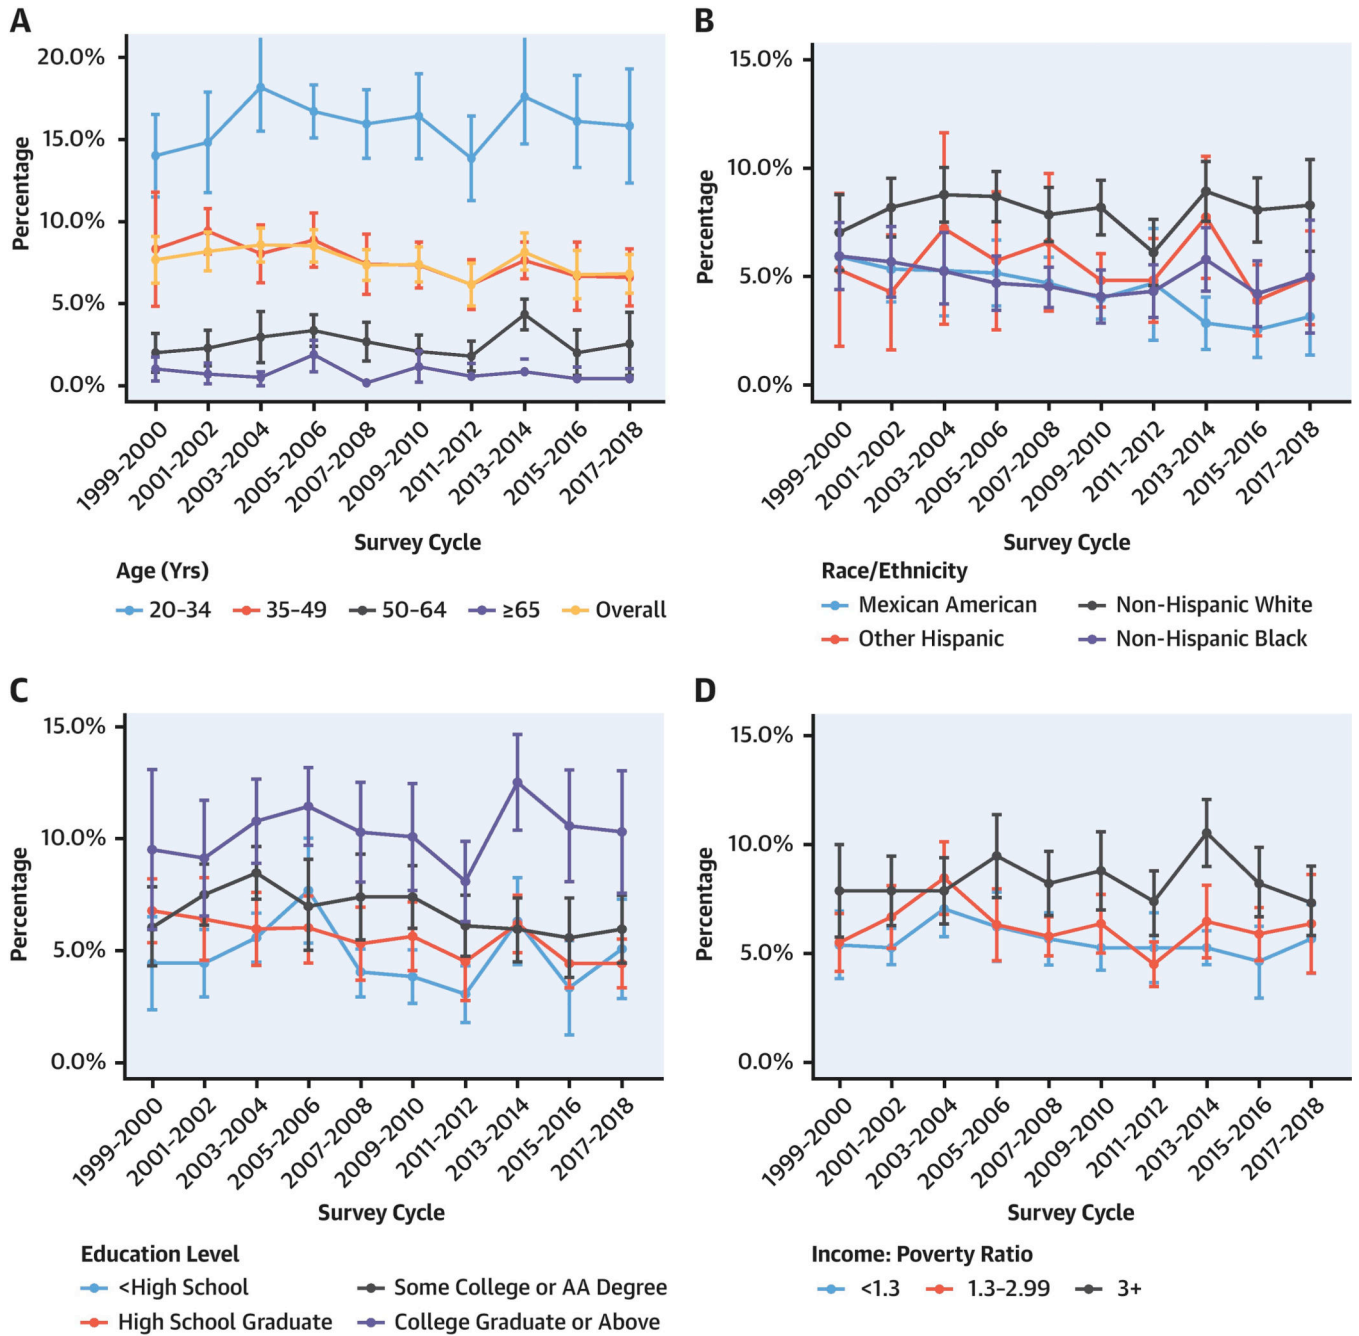 A
Percentage
20.0%
15.0%
10.0%
5.0%
0.0%
1999-2000
2001-2002
2003-2004
2005-2006
2007-2008
2009-2010
2011-2012
2013-2014
2015-2016
2017-2018
Survey Cycle
Age (Yrs)
20-34 35-49 50-64 ≥65 Overall
B
Percentage
15.0%
10.0%
5.0%
0.0%
1999-2000
2001-2002
2003-2004
2005-2006
2007-2008
2009-2010
2011-2012
2013-2014
2015-2016
2017-2018
Survey Cycle
Race/Ethnicity
Mexican American Non-Hispanic White
Other Hispanic Non-Hispanic Black
C
Percentage
15.0%
10.0%
5.0%
0.0%
1999-2000
2001-2002
2003-2004
2005-2006
2007-2008
2009-2010
2011-2012
2013-2014
2015-2016
2017-2018
Survey Cycle
Education Level
<High School Some College or AA Degree
High School Graduate College Graduate or Above
D
Percentage
15.0%
10.0%
5.0%
0.0%
1999-2000
2001-2002
2003-2004
2005-2006
2007-2008
2009-2010
2011-2012
2013-2014
2015-2016
2017-2018
Survey Cycle
Income: Poverty Ratio
<1.3 1.3-2.99 3+